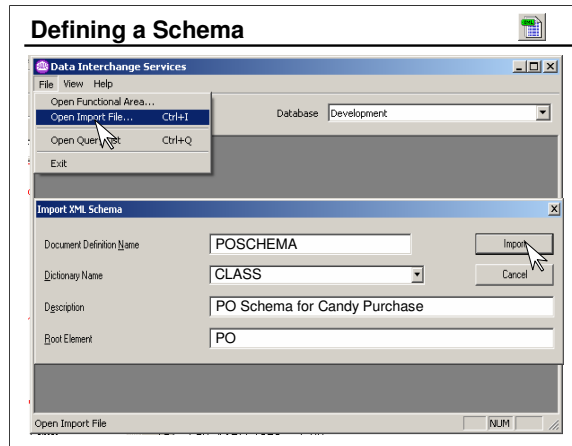 Defining a Schema
Data Interchange Services
File View Help
Open Functional Area...
Open Import File... Ctrl+I
Open Query List Ctrl+Q
Exit
Database Development
Import XML Schema
Document Definition Name POSCHEMA
Import
Dictionary Name CLASS
Cancel
Description PO Schema for Candy Purchase
Root Element PO
Open Import File
NUM